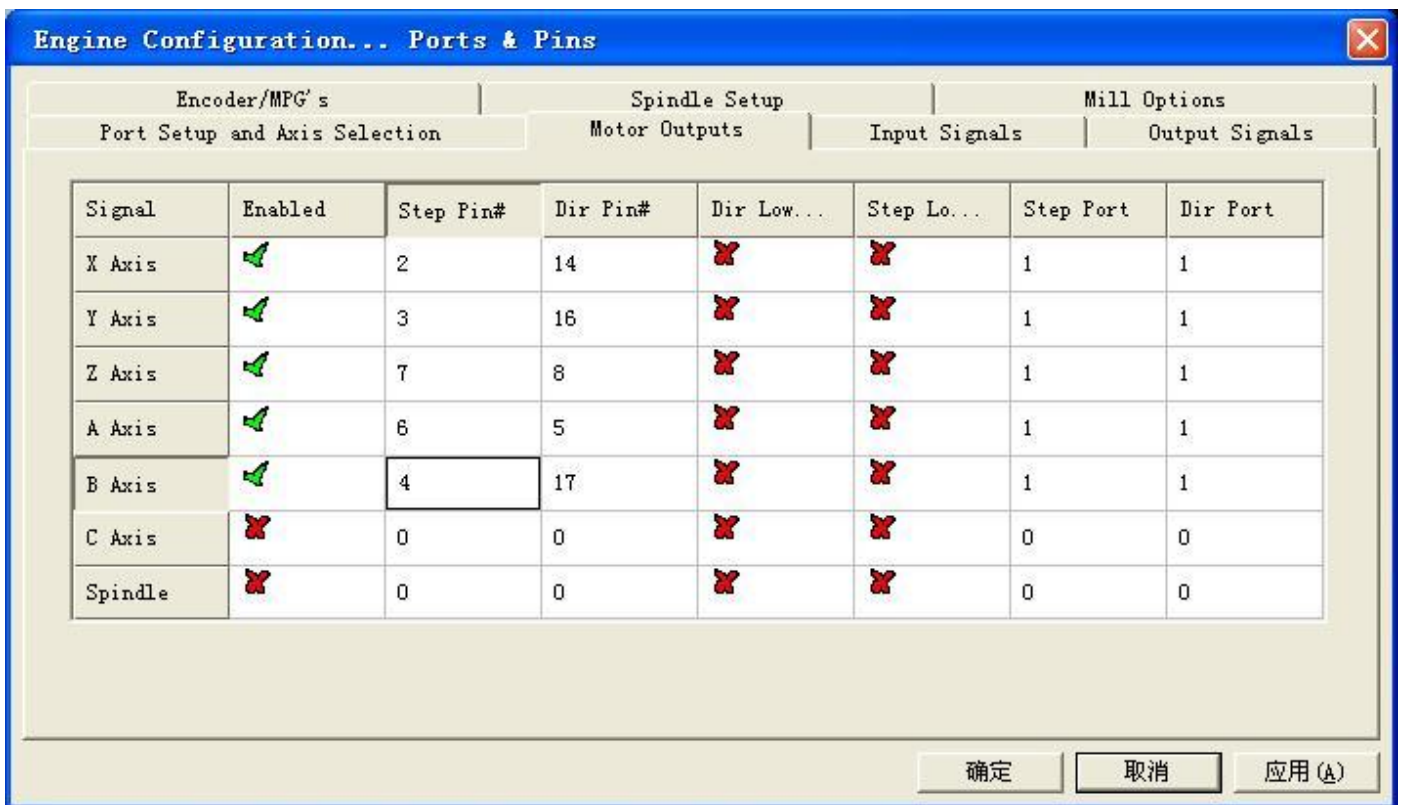 Engine Configuration... Ports & Pins
Encoder/MPG's Spindle Setup Mill Options
Port Setup and Axis Selection Motor Outputs Input Signals Output Signals
Signal Enabled Step Pin# Dir Pin# Dir Low... Step Lo... Step Port Dir Port
X Axis 2 14 1 1
Y Axis 3 16 1 1
Z Axis 7 8 1 1
A Axis 6 5 1 1
B Axis 4 17 1 1
C Axis 0 0 0 0
Spindle 0 0 0 0
确定 取消 应用(A)